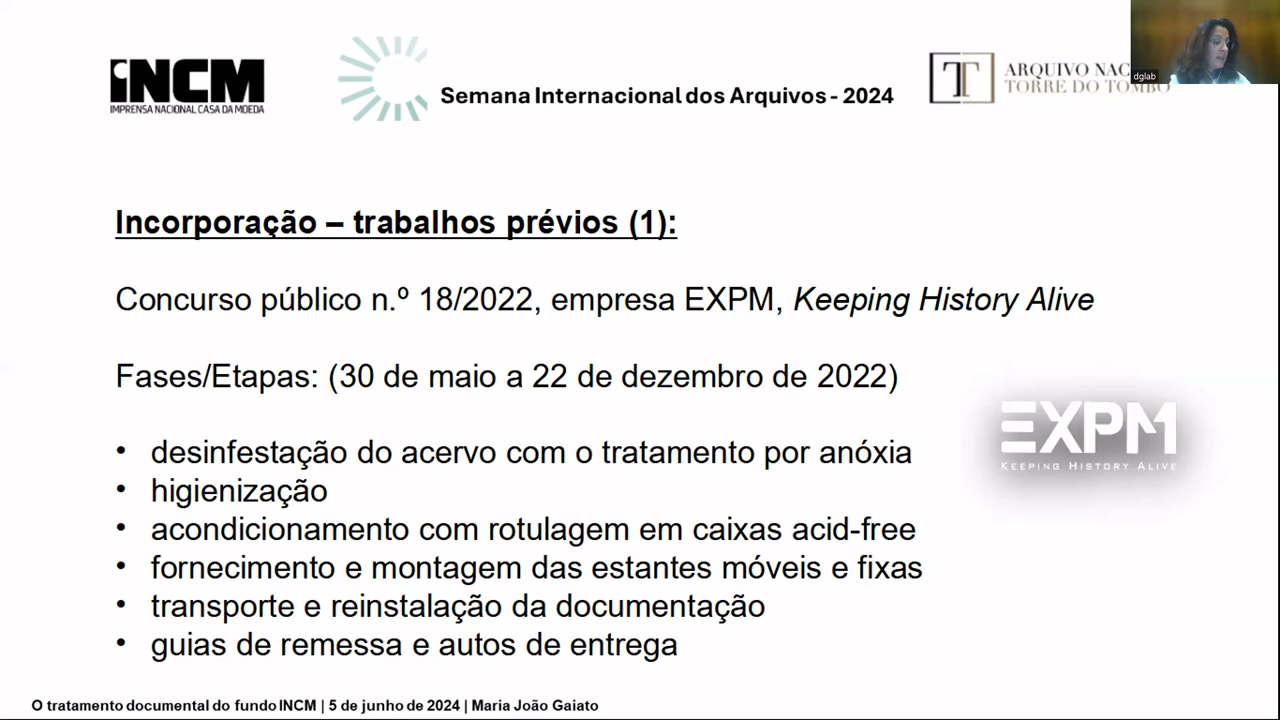 iNCM
IMPRENSA NACIONAL CASA DA MOEDA
Semana Internacional dos Arquivos - 2024
TT
ARQUIVO NAC
TORRE DO TOMBO
dglab
Incorporação – trabalhos prévios (1):
Concurso público n.º 18/2022, empresa EXPM, Keeping History Alive
Fases/Etapas: (30 de maio a 22 de dezembro de 2022)
• desinfestação do acervo com o tratamento por anóxia
• higienização
• acondicionamento com rotulagem em caixas acid-free
• fornecimento e montagem das estantes móveis e fixas
• transporte e reinstalação da documentação
• guias de remessa e autos de entrega
EXPM
KEEPING HISTORY ALIVE
O tratamento documental do fundo INCM | 5 de junho de 2024 | Maria João Gaiato